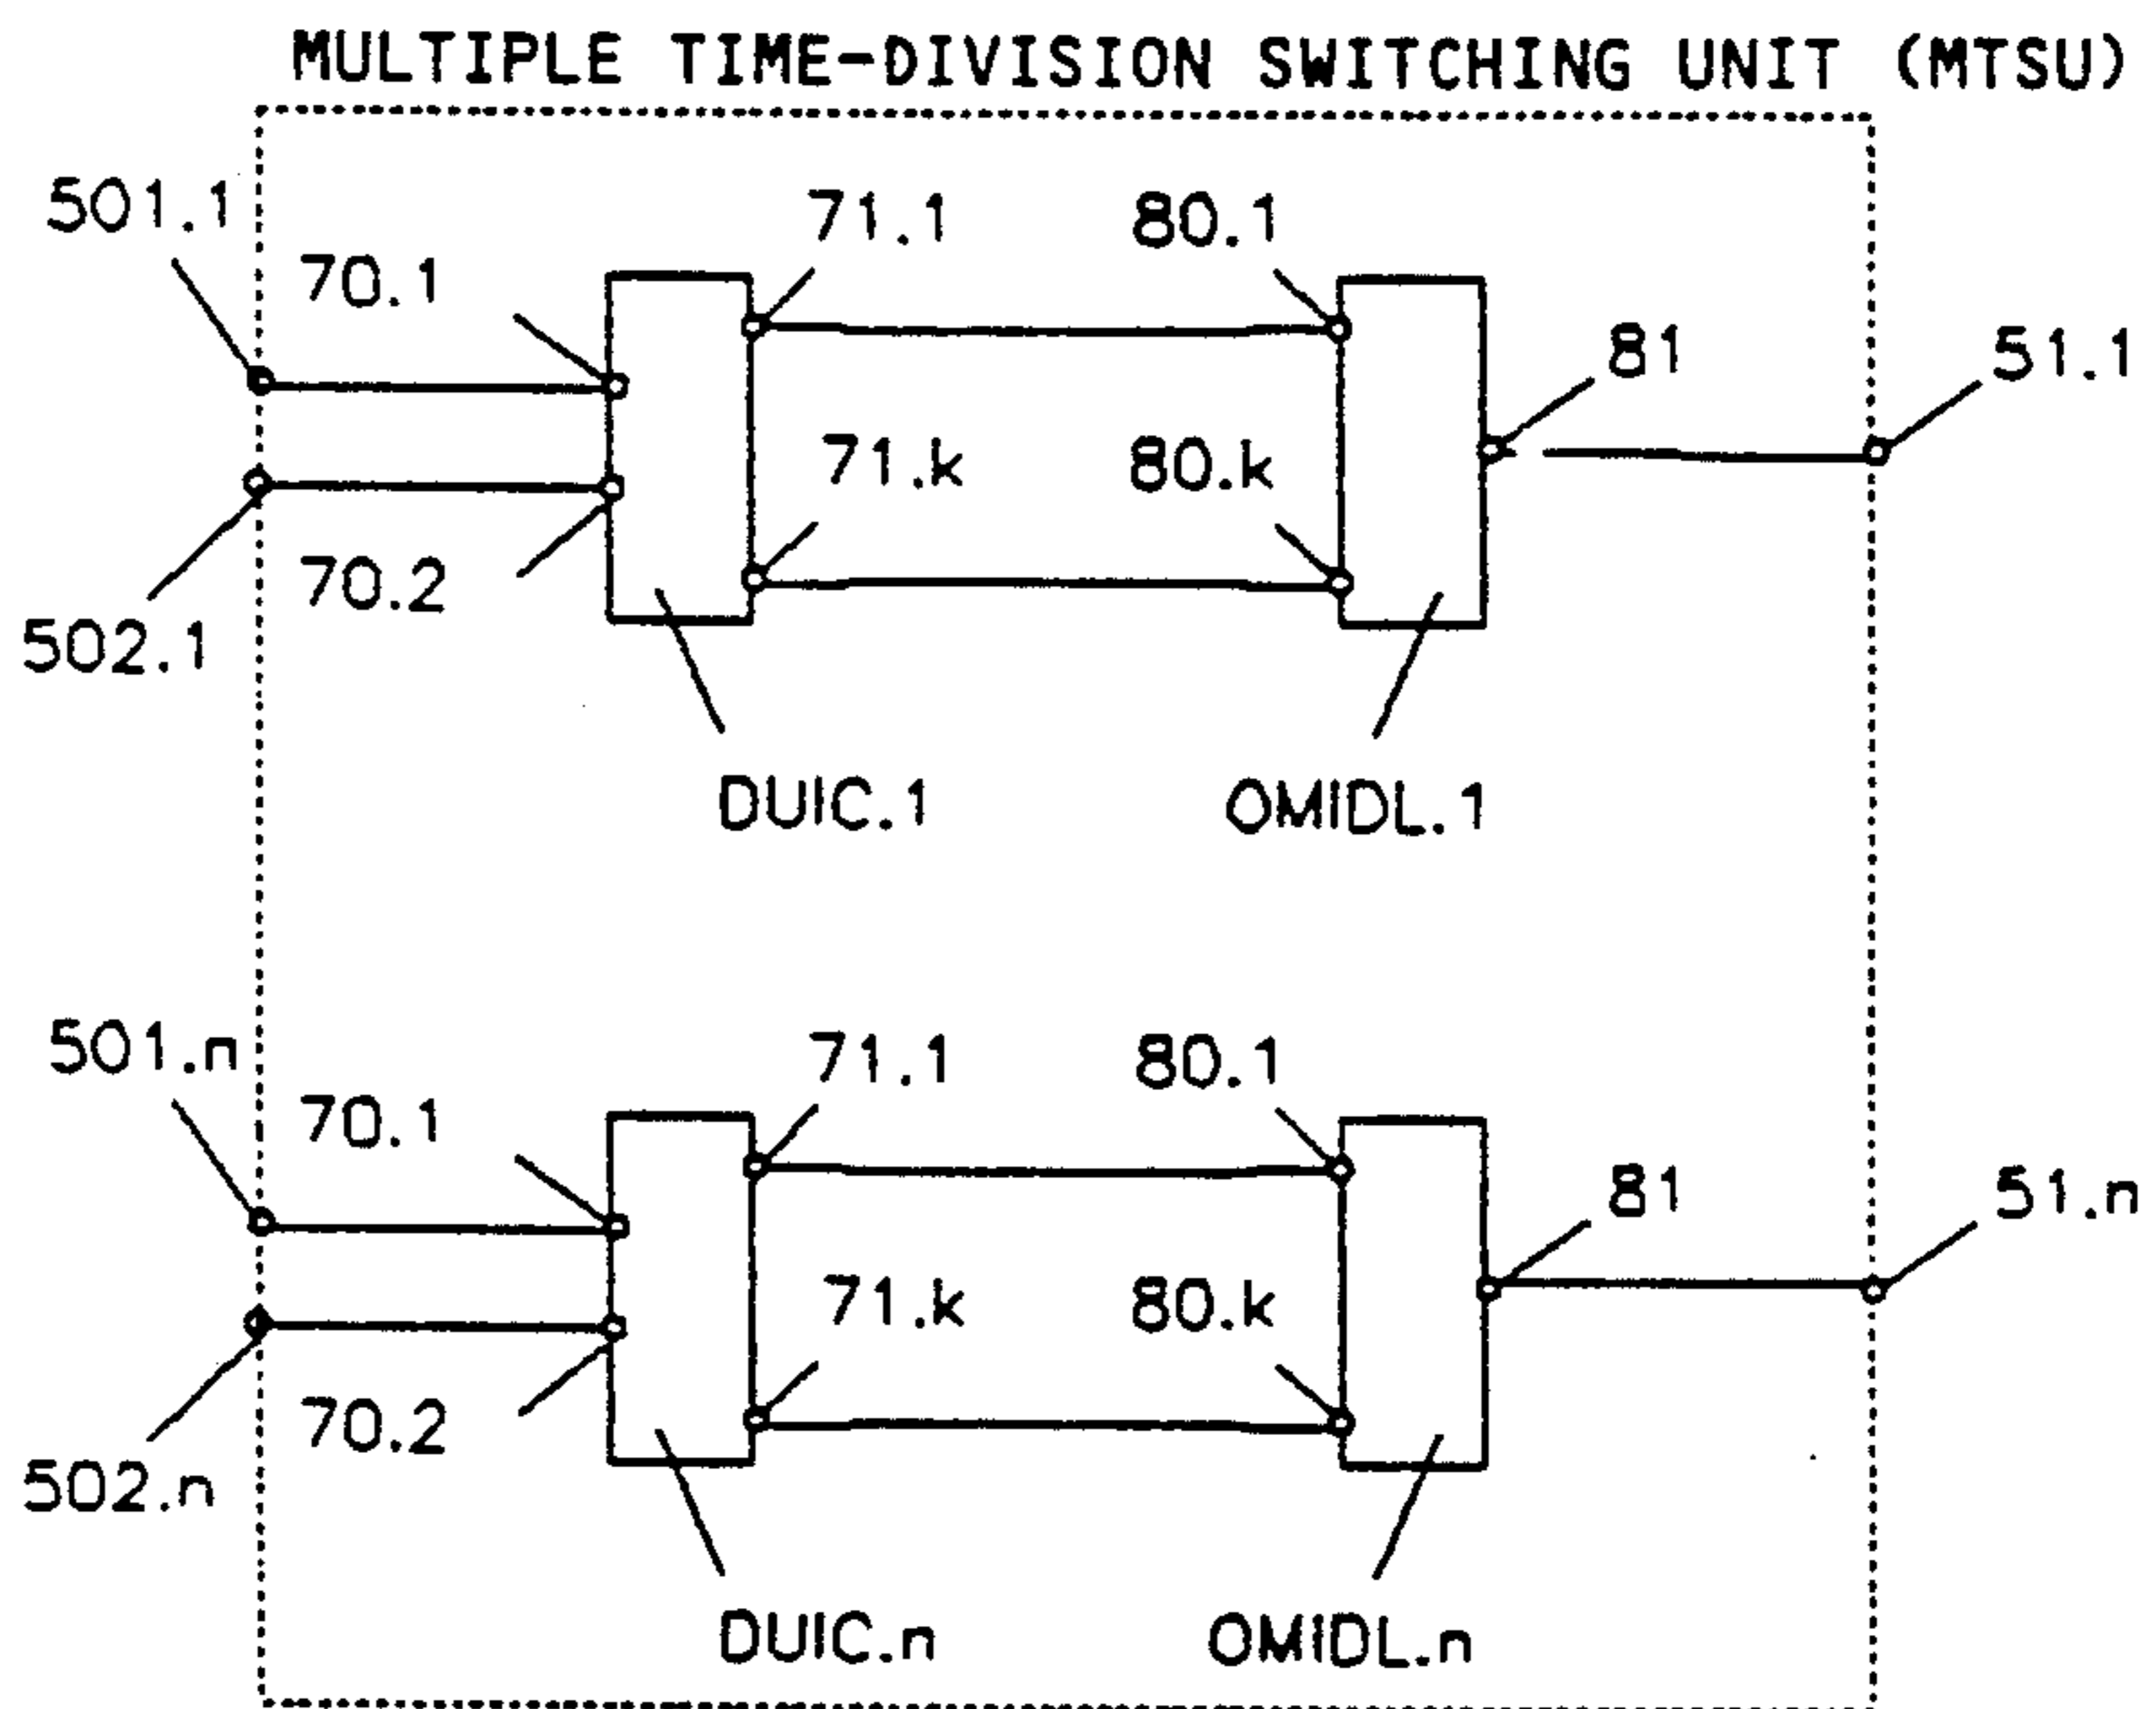 MULTIPLE TIME-DIVISION SWITCHING UNIT (MTSU)
501.1
71.1
80.1
70.1
81
51.1
71.k
80.k
70.2
502.1
DUIC.1
OMIDL.1
501.n
71.1
80.1
70.1
81
51.n
71.k
80.k
70.2
502.n
DUIC.n
OMIDL.n